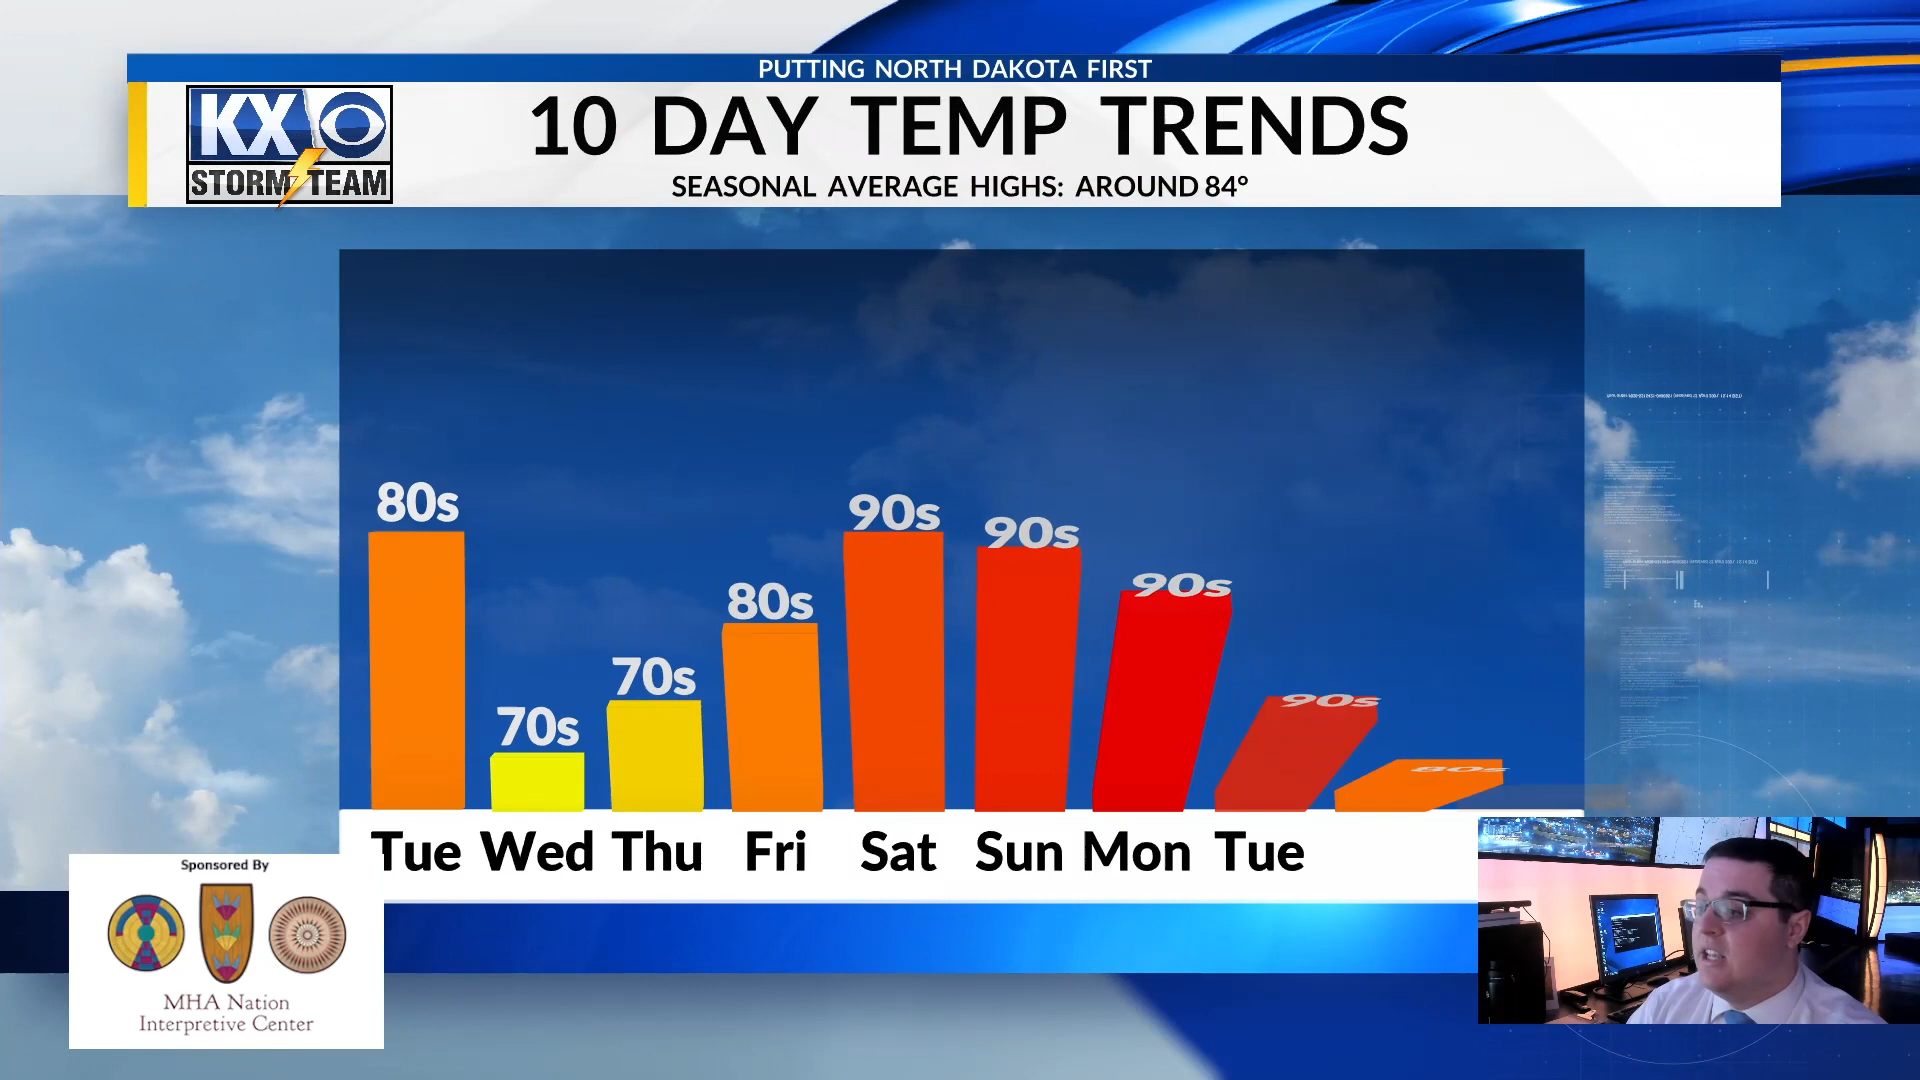 PUTTING NORTH DAKOTA FIRST
KX
STORM TEAM
10 DAY TEMP TRENDS
SEASONAL AVERAGE HIGHS: AROUND 84°
80s
70s
70s
80s
90s
90s
90s
90s
80s
Tue Wed Thu Fri Sat Sun Mon Tue
Sponsored By
MHA Nation
Interpretive Center